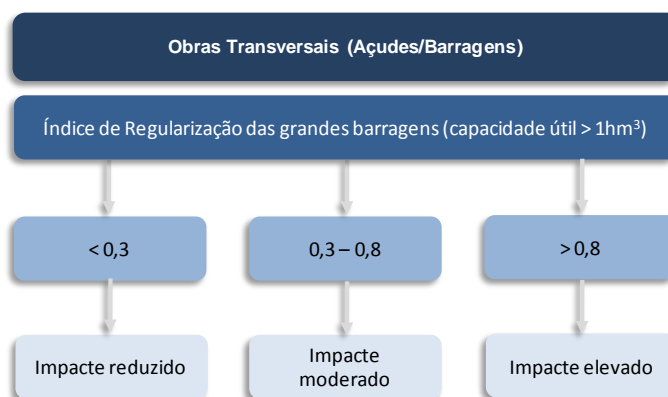 Obras Transversais (Açudes/Barragens)
Índice de Regularização das grandes barragens (capacidade útil > 1hm³)
< 0,3
0,3 – 0,8
> 0,8
Impacte reduzido
Impacte
moderado
Impacte elevado